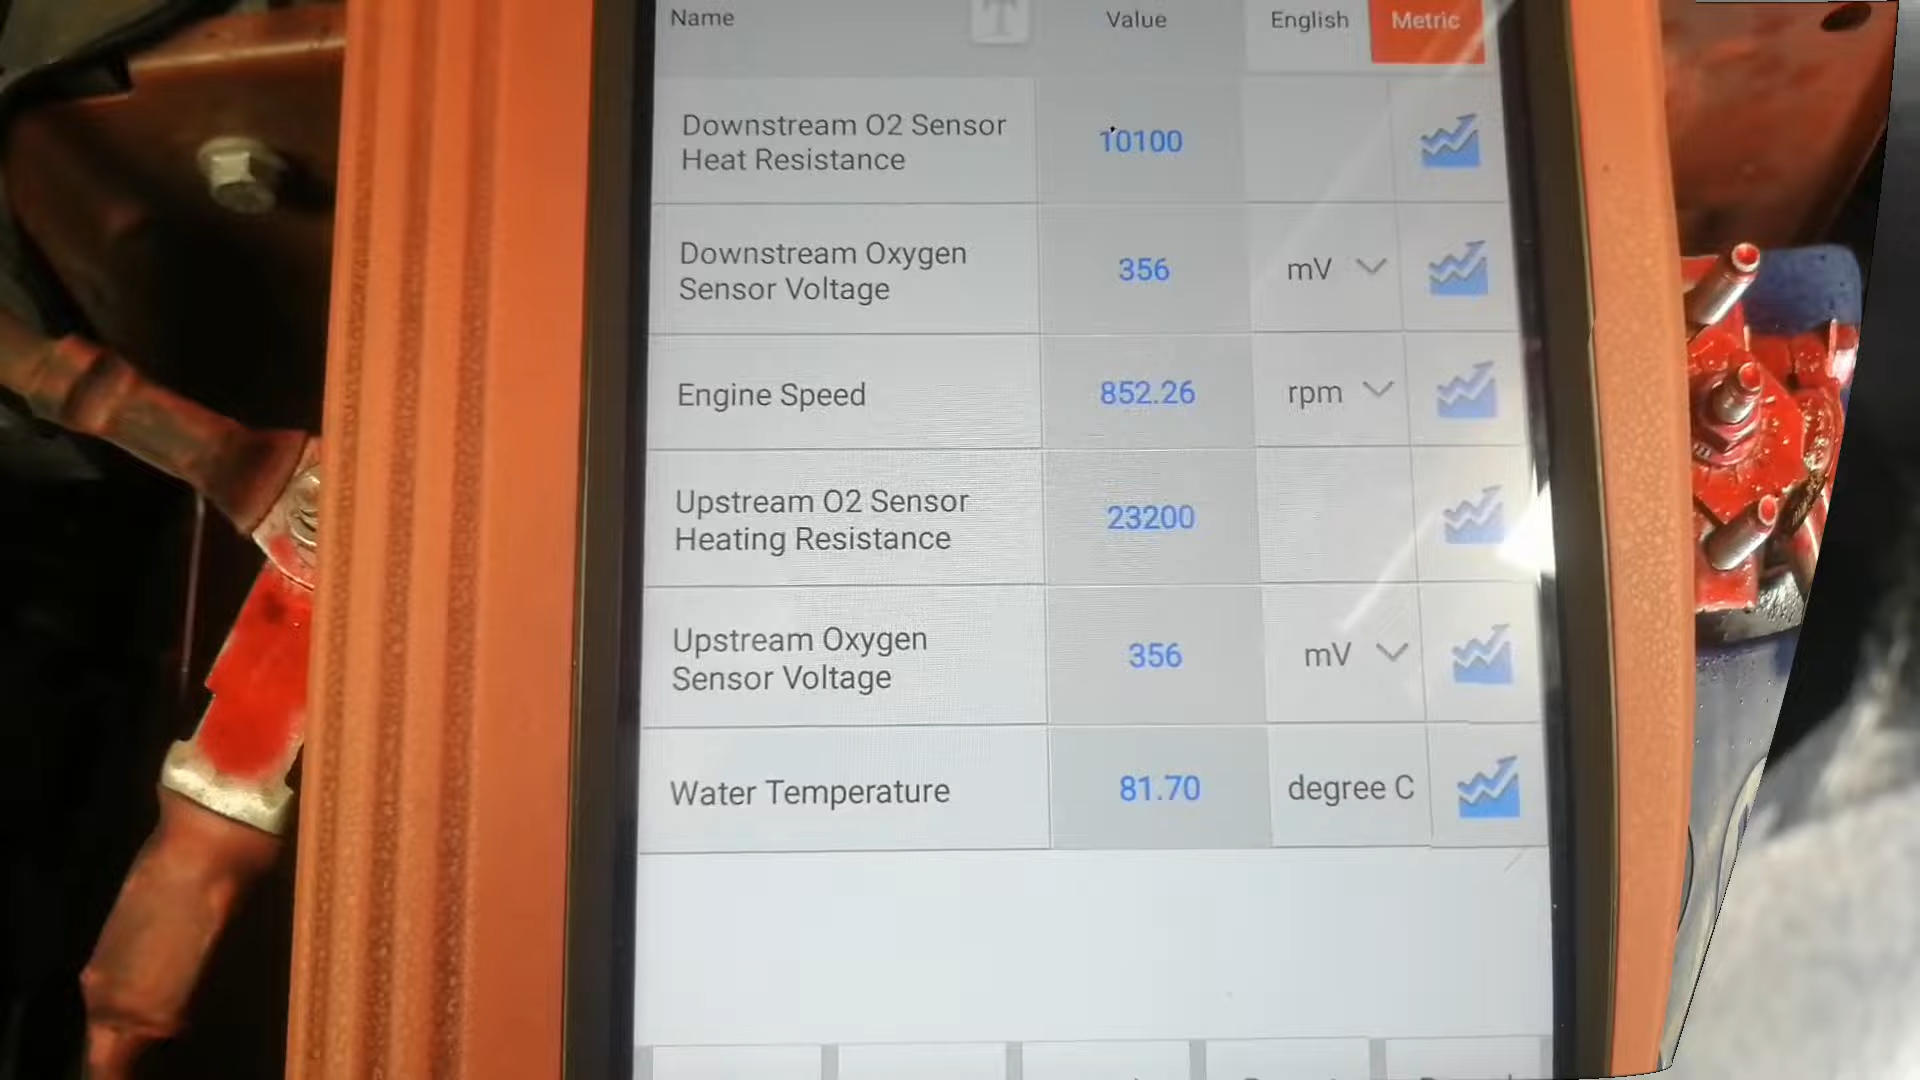 Name T Value English Metric
Downstream O2 Sensor
Heat Resistance
10100
Downstream Oxygen
Sensor Voltage
356 mV
Engine Speed 852.26 rpm
Upstream O2 Sensor
Heating Resistance
23200
Upstream Oxygen
Sensor Voltage
356 mV
Water Temperature 81.70 degree C